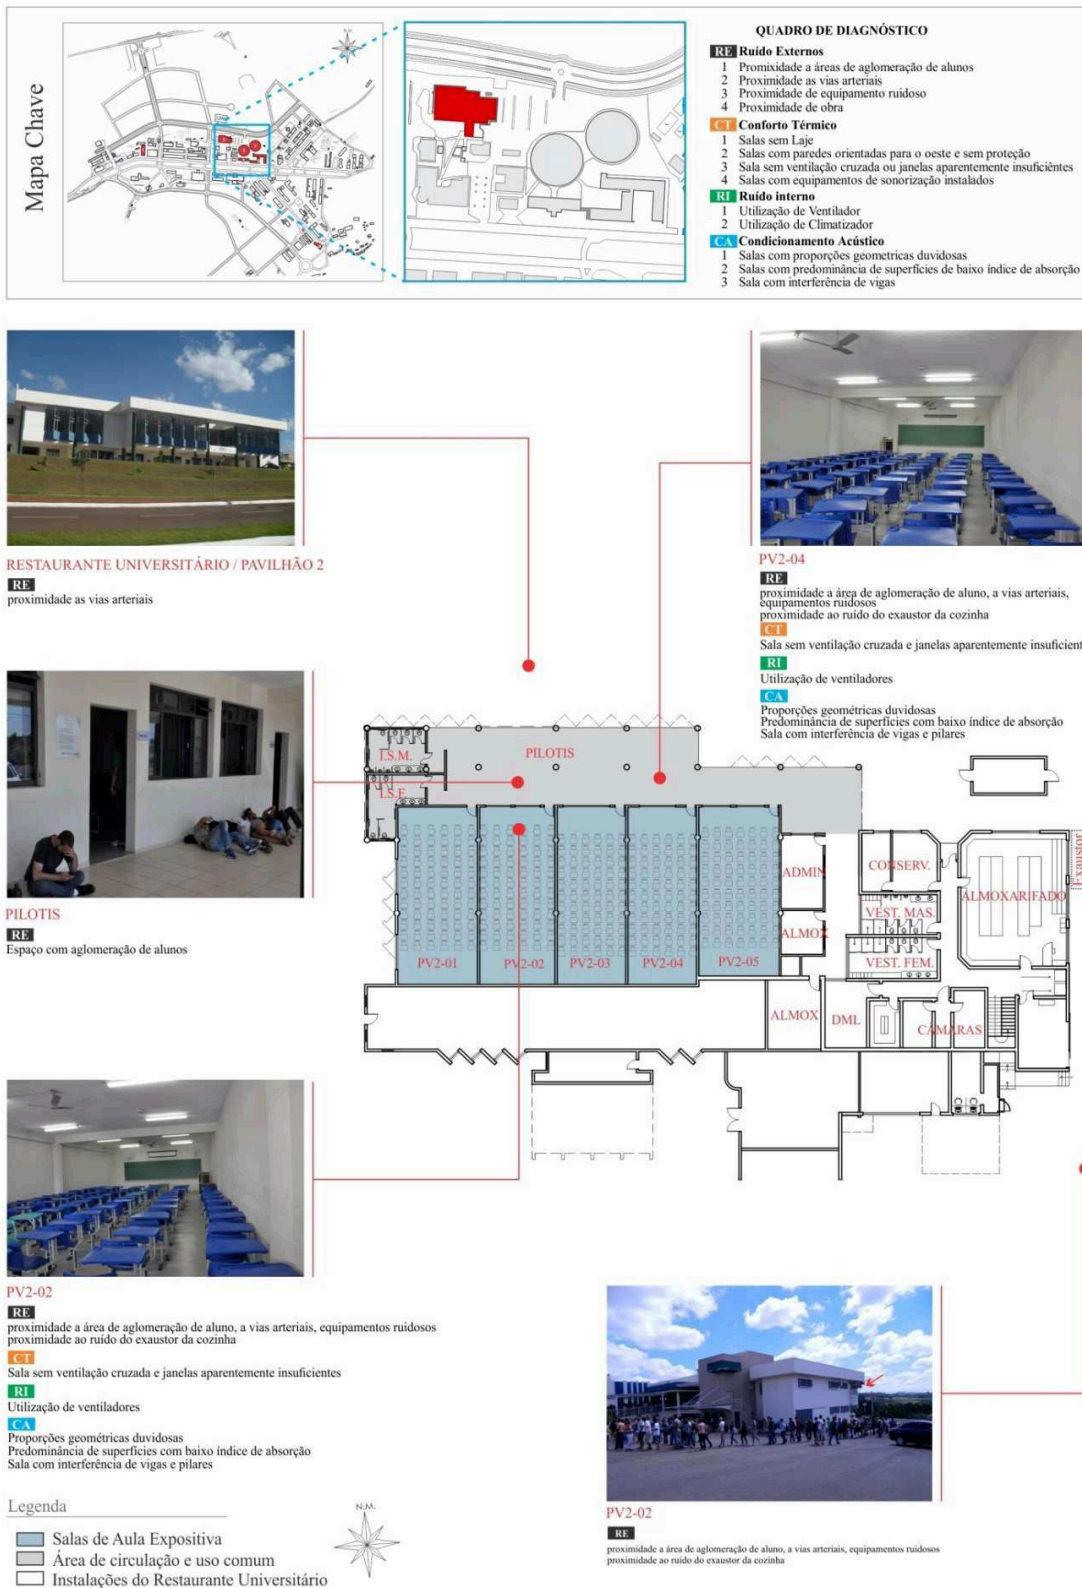 Mapa Chave
N.M.
QUADRO DE DIAGNÓSTICO
RE Ruído Externos
1 Promixidade a áreas de aglomeração de alunos
2 Proximidade as vias arteriais
3 Proximidade de equipamento ruidoso
4 Proximidade de obra
CT Conforto Térmico
1 Salas sem Laje
2 Salas com paredes orientadas para o oeste e sem proteção
3 Sala sem ventilação cruzada ou janelas aparentemente insuficiêntes
4 Salas com equipamentos de sonorização instalados
RI Ruído interno
1 Utilização de Ventilador
2 Utilização de Climatizador
CA Condicionamento Acústico
1 Salas com proporções geometricas duvidosas
2 Salas com predominância de superfícies de baixo índice de absorção
3 Sala com interferência de vigas
RESTAURANTE UNIVERSITÁRIO / PAVILHÃO 2
RE
proximidade as vias arteriais
PV2-04
RE
proximidade a área de aglomeração de aluno, a vias arteriais,
equipamentos ruidosos
proximidade ao ruído do exaustor da cozinha
CT
Sala sem ventilação cruzada e janelas aparentemente insuficient
RI
Utilização de ventiladores
CA
Proporções geométricas duvidosas
Predominância de superfícies com baixo índice de absorção
Sala com interferência de vigas e pilares
PILOTIS
RE
Espaço com aglomeração de alunos
I.S.M.
PILOTIS
I.S.F.
ADMIN
CONSERV.
ALMOXARIFADO
Exaustor
VEST. MAS.
ALMOX
VEST. FEM.
PV2-01
PV2-02
PV2-03
PV2-04
PV2-05
ALMOX
DML
CÂMARAS
PV2-02
RE
proximidade a área de aglomeração de aluno, a vias arteriais, equipamentos ruidosos
proximidade ao ruído do exaustor da cozinha
CT
Sala sem ventilação cruzada e janelas aparentemente insuficientes
RI
Utilização de ventiladores
CA
Proporções geométricas duvidosas
Predominância de superfícies com baixo índice de absorção
Sala com interferência de vigas e pilares
PV2-02
RE
proximidade a área de aglomeração de aluno, a vias arteriais, equipamentos ruidosos
proximidade ao ruído do exaustor da cozinha
Legenda
N.M.
Salas de Aula Expositiva
Área de circulação e uso comum
Instalações do Restaurante Universitário